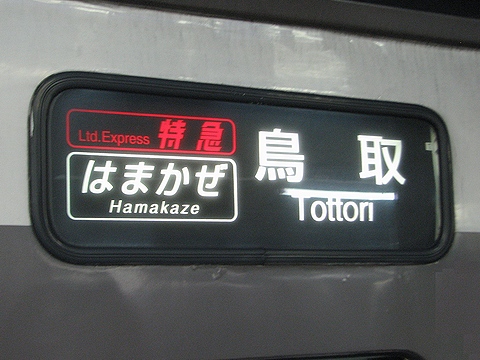 Ltd.Express 特急
はまかぜ
Hamakaze
鳥取
Tottori